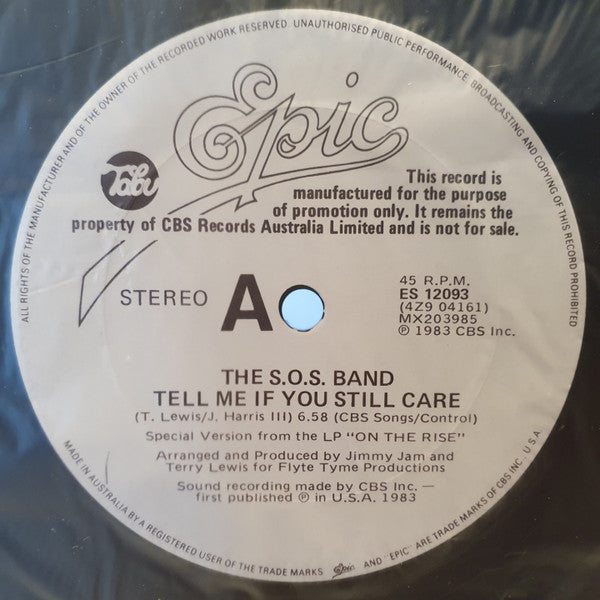 ALL RIGHTS OF THE MANUFACTURER AND OF THE OWNER OF THE RECORDED WORK RESERVED. UNAUTHORISED PUBLIC PERFORMANCE, BROADCASTING AND COPYING OF THIS RECORD PROHIBITED
Epic
Tabu
This record is
manufactured for the purpose
of promotion only. It remains the
property of CBS Records Australia Limited and is not for sale.
STEREO
A
45 R.P.M.
ES 12093
(4Z9 04161)
MX203985
℗ 1983 CBS Inc.
THE S.O.S. BAND
TELL ME IF YOU STILL CARE
(T. Lewis/J. Harris III) 6.58 (CBS Songs/Control)
Special Version from the LP "ON THE RISE"
Arranged and Produced by Jimmy Jam and
Terry Lewis for Flyte Tyme Productions
Sound recording made by CBS Inc. —
first published ℗ in U.S.A. 1983
MADE IN AUSTRALIA BY A REGISTERED USER OF THE TRADE MARKS Epic AND "EPIC" ARE TRADE MARKS OF CBS INC., U.S.A